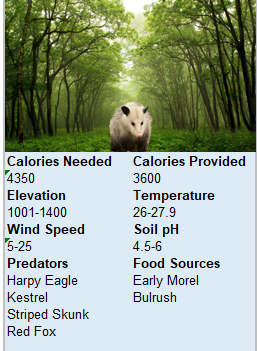 Calories Needed Calories Provided
4350 3600
Elevation Temperature
1001-1400 26-27.9
Wind Speed Soil pH
5-25 4.5-6
Predators Food Sources
Harpy Eagle Early Morel
Kestrel Bulrush
Striped Skunk
Red Fox